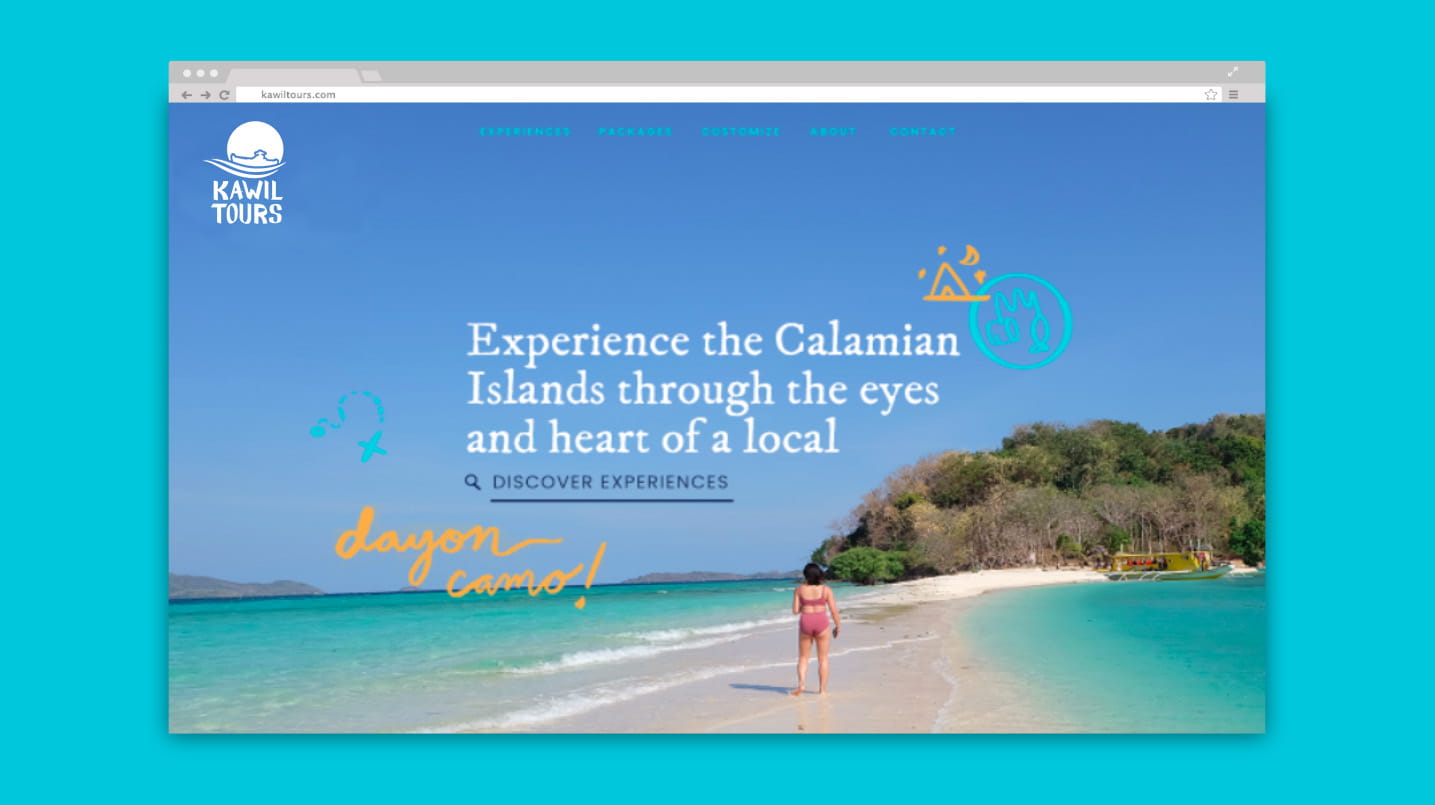 kawiltours.com
EXPERIENCES PACKAGES CUSTOMIZE ABOUT CONTACT
KAWIL
TOURS
Experience the Calamian
Islands through the eyes
and heart of a local
DISCOVER EXPERIENCES
dayon
camo!